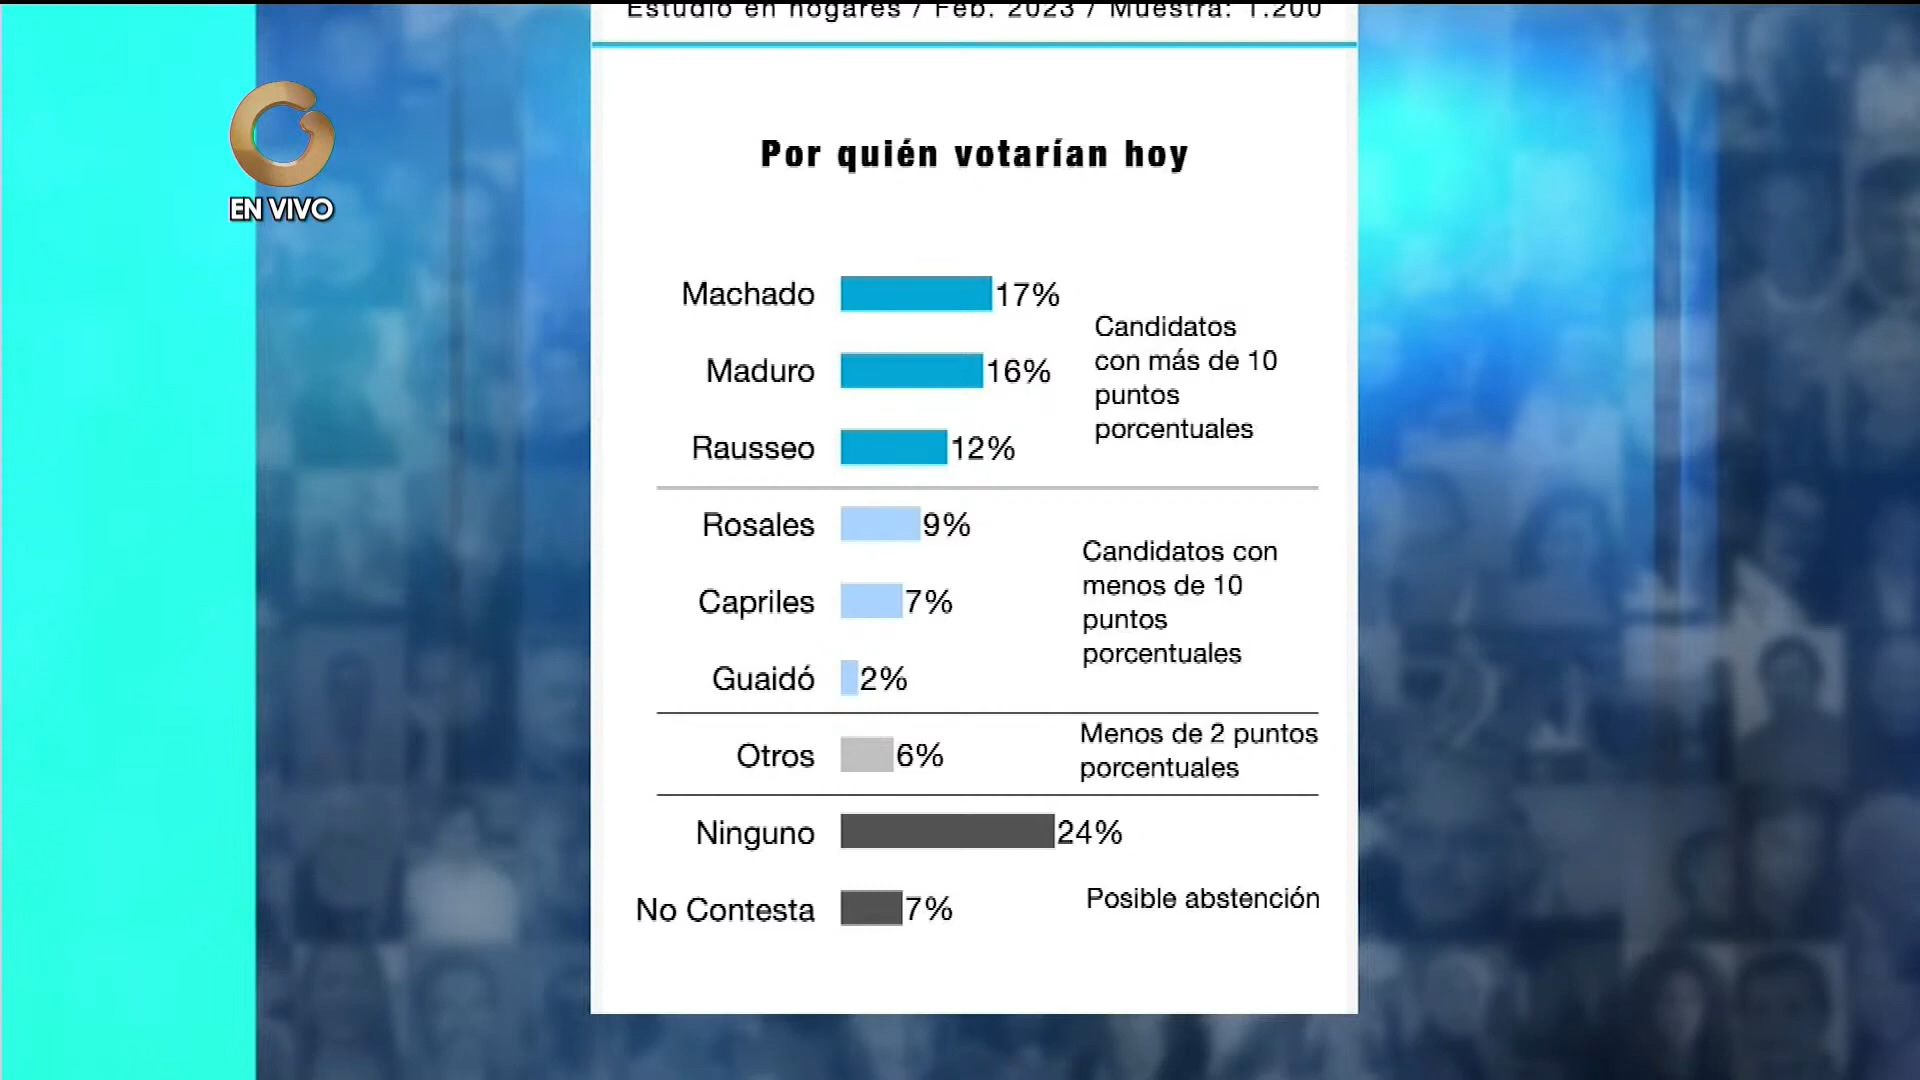 Estudio en hogares / Feb. 2023 / Muestra: 1.200
EN VIVO
Por quién votarían hoy
Machado 17%
Maduro 16%
Rausseo 12%
Candidatos
con más de 10
puntos
porcentuales
Rosales 9%
Capriles 7%
Guaidó 2%
Candidatos con
menos de 10
puntos
porcentuales
Otros 6%
Menos de 2 puntos
porcentuales
Ninguno 24%
No Contesta 7%
Posible abstención